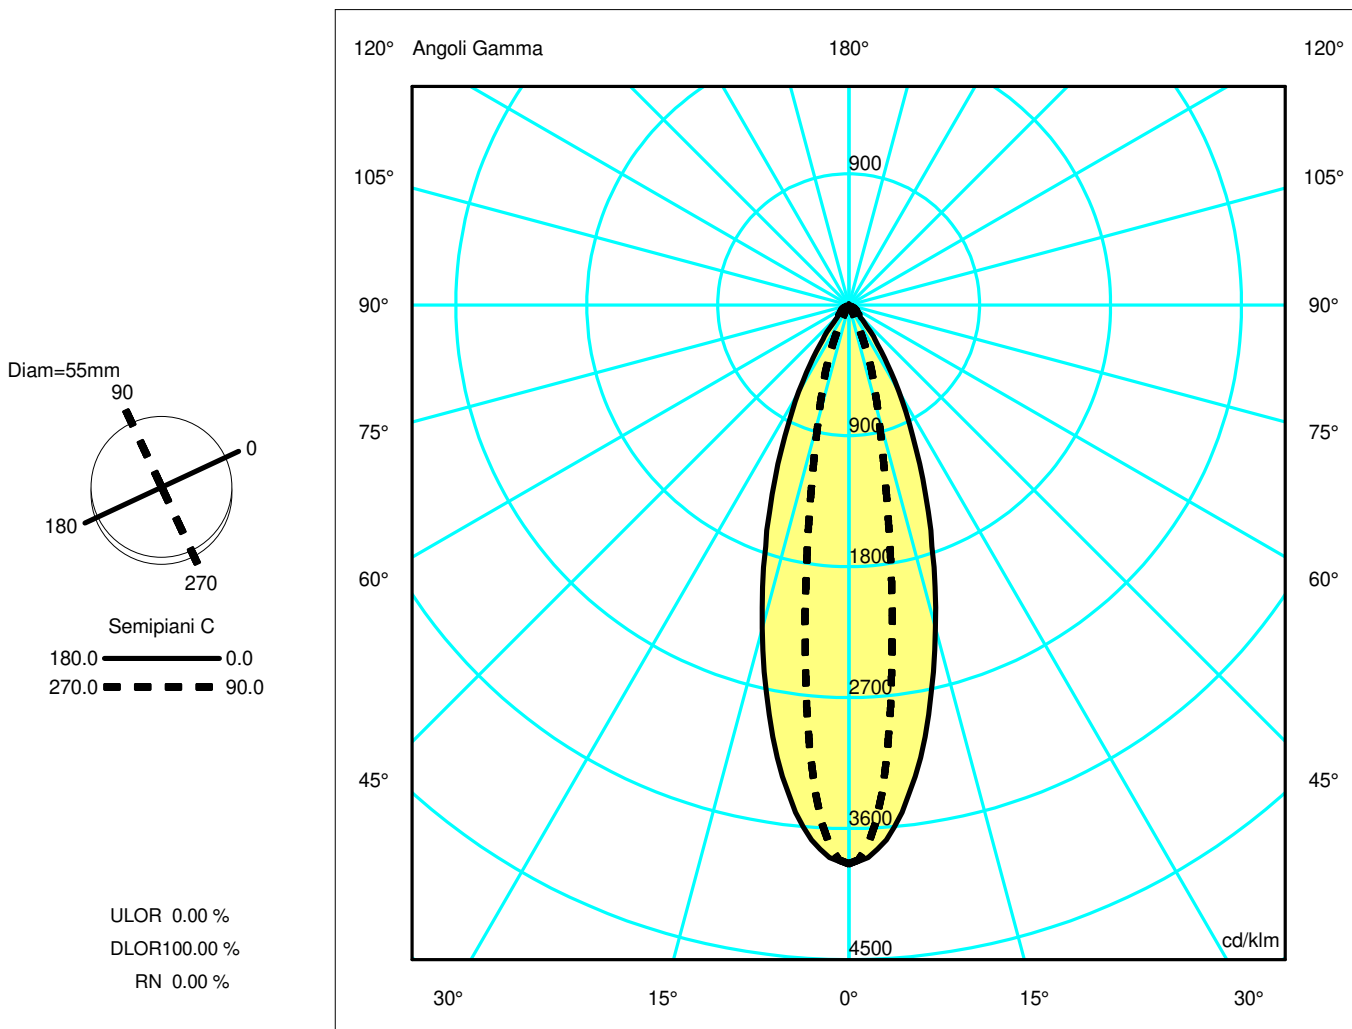 120° Angoli Gamma 180° 120°
900
105° 105°
90° 90°
Diam=55mm
90
0
180
270
900
75° 75°
1800
60° 60°
Semipiani C
180.0 0.0
270.0 90.0
2700
45° 45°
3600
ULOR 0.00 %
DLOR100.00 %
RN 0.00 %
cd/klm
4500
30° 15° 0° 15° 30°